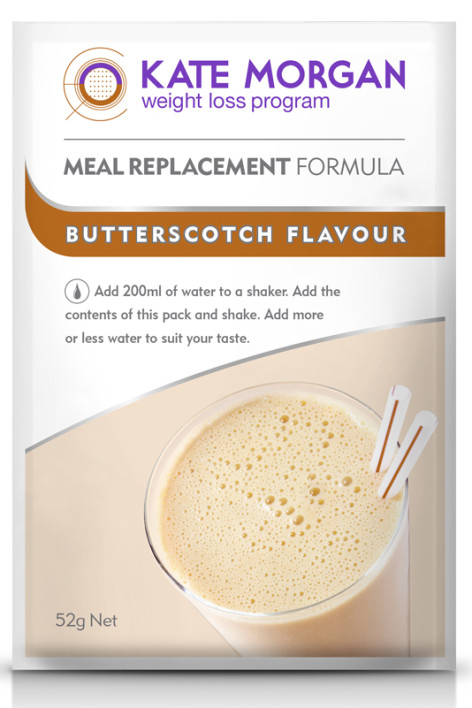 KATE MORGAN
weight loss program
MEAL REPLACEMENT FORMULA
BUTTERSCOTCH FLAVOUR
Add 200ml of water to a shaker. Add the
contents of this pack and shake. Add more
or less water to suit your taste.
52g Net